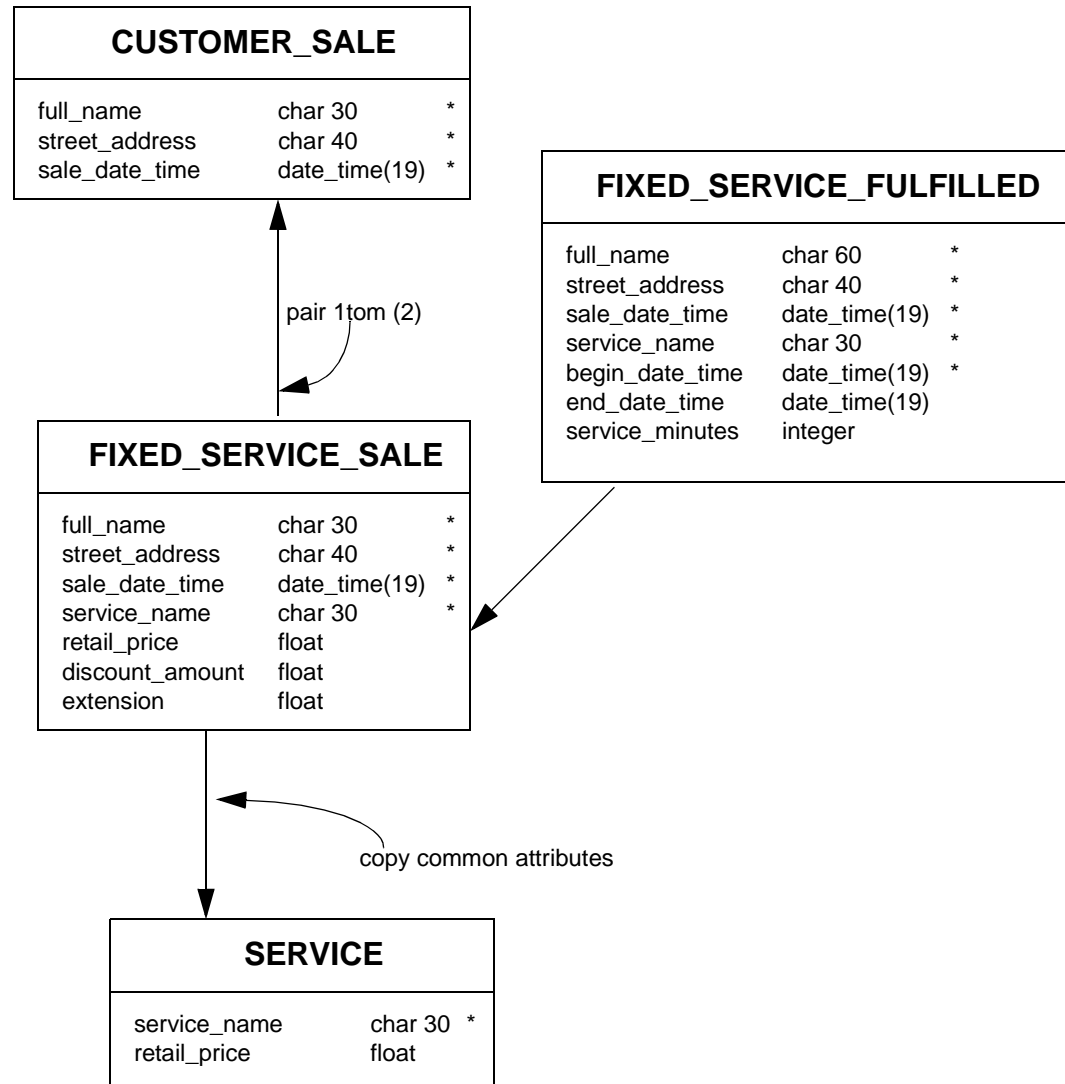 CUSTOMER_SALE
full_name char 30 *
street_address char 40 *
sale_date_time date_time(19) *
FIXED_SERVICE_FULFILLED
full_name char 60 *
street_address char 40 *
sale_date_time date_time(19) *
service_name char 30 *
begin_date_time date_time(19) *
end_date_time date_time(19)
service_minutes integer
pair 1tom (2)
FIXED_SERVICE_SALE
full_name char 30 *
street_address char 40 *
sale_date_time date_time(19) *
service_name char 30 *
retail_price float
discount_amount float
extension float
copy common attributes
SERVICE
service_name char 30 *
retail_price float